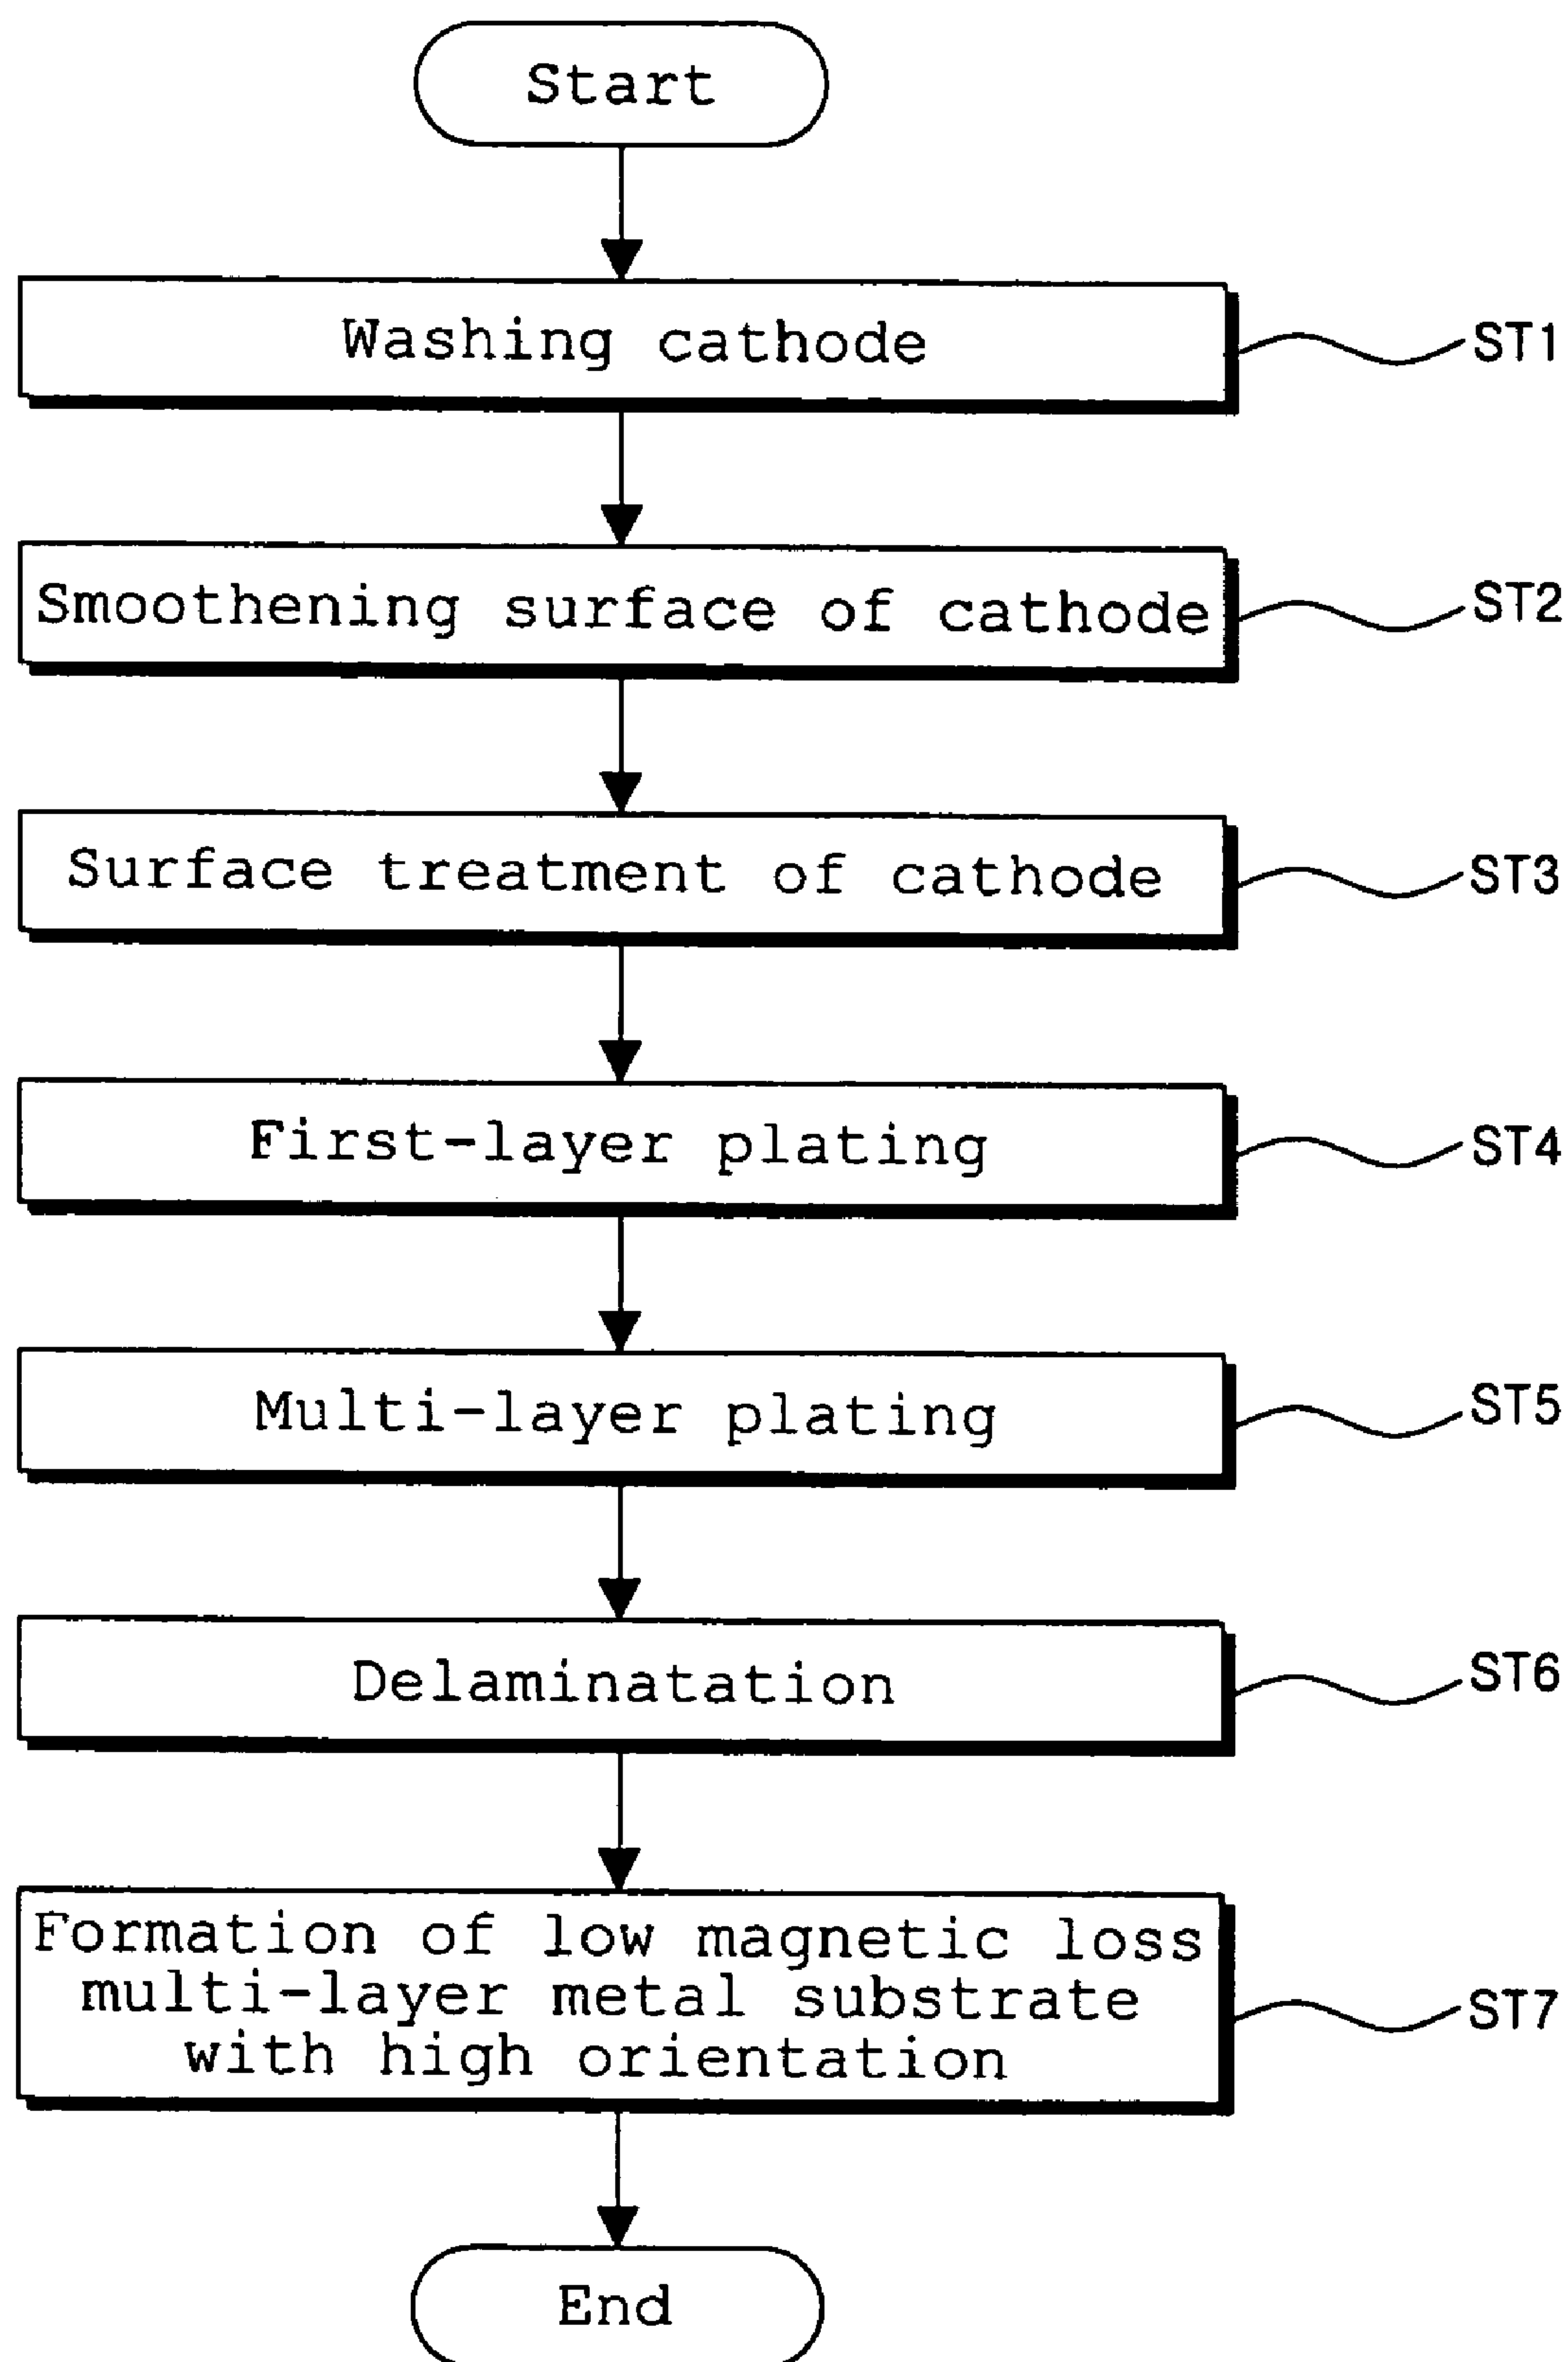 Start
Washing cathode
ST1
Smoothening surface of cathode
ST2
Surface treatment of cathode
ST3
First-layer plating
ST4
Multi-layer plating
ST5
Delaminatation
ST6
Formation of low magnetic loss
multi-layer metal substrate
with high orientation
ST7
End